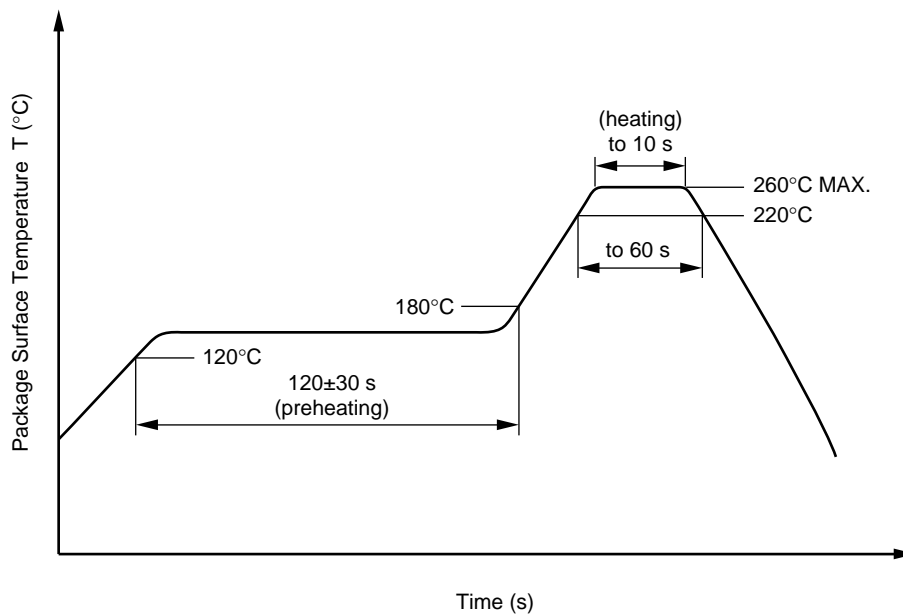 Package Surface Temperature T (°C)
(heating)
to 10 s
260°C MAX.
220°C
to 60 s
180°C
120°C
120±30 s
(preheating)
Time (s)